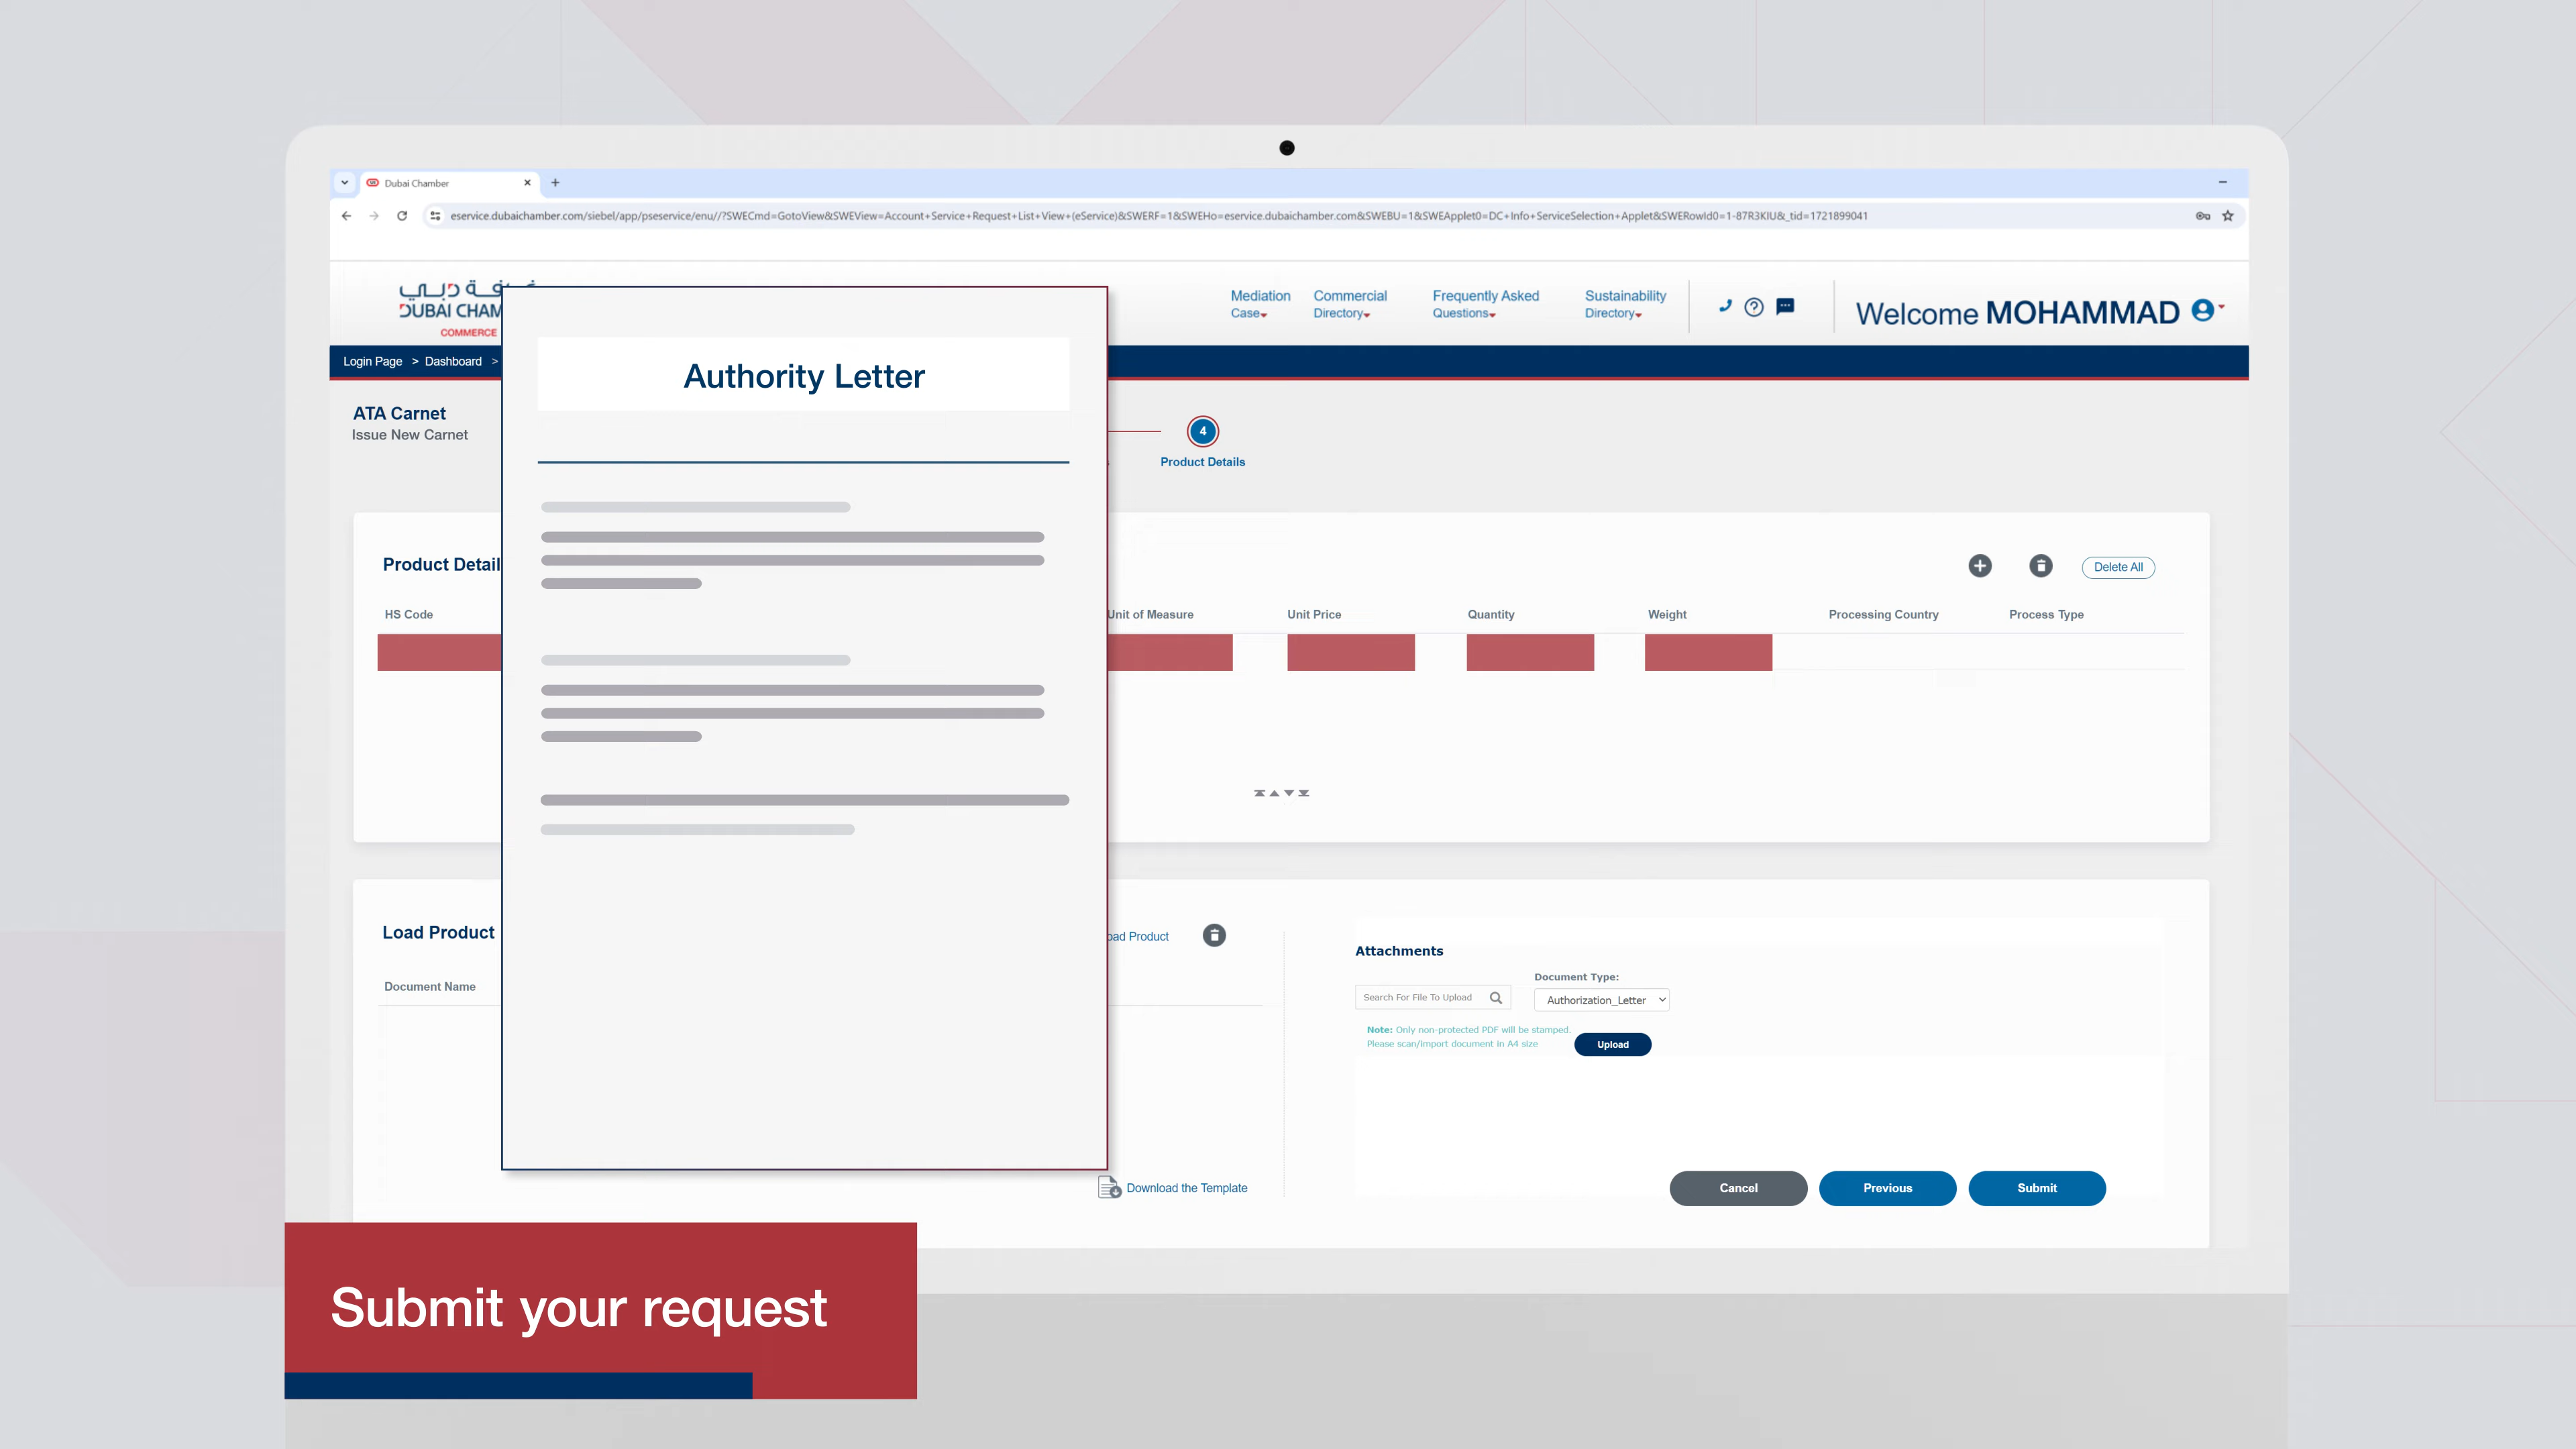 Dubai Chamber
eservice.dubaichamber.com/siebel/app/pseservice/enu//?SWECmd=GotoView&SWEView=Account+Service+Request+List+View+(eService)&SWERF=1&SWEHo=eservice.dubaichamber.com&SWEBU=1&SWEApplet0=DC+Info+ServiceSelection+Applet&SWERowId0=1-87R3KIU&_tid=1721899041
دبي
DUBAI CHAM
COMMERCE
Mediation
Case
Commercial
Directory
Frequently Asked
Questions
Sustainability
Directory
Welcome MOHAMMAD
Login Page > Dashboard >
Authority Letter
ATA Carnet
Issue New Carnet
4
Product Details
Product Detail
Delete All
HS Code
Unit of Measure
Unit Price
Quantity
Weight
Processing Country
Process Type
Load Product
oad Product
Document Name
Download the Template
Attachments
Document Type:
Search For File To Upload
Authorization_Letter
Note: Only non-protected PDF will be stamped.
Please scan/import document in A4 size
Upload
Cancel
Previous
Submit
Submit your request